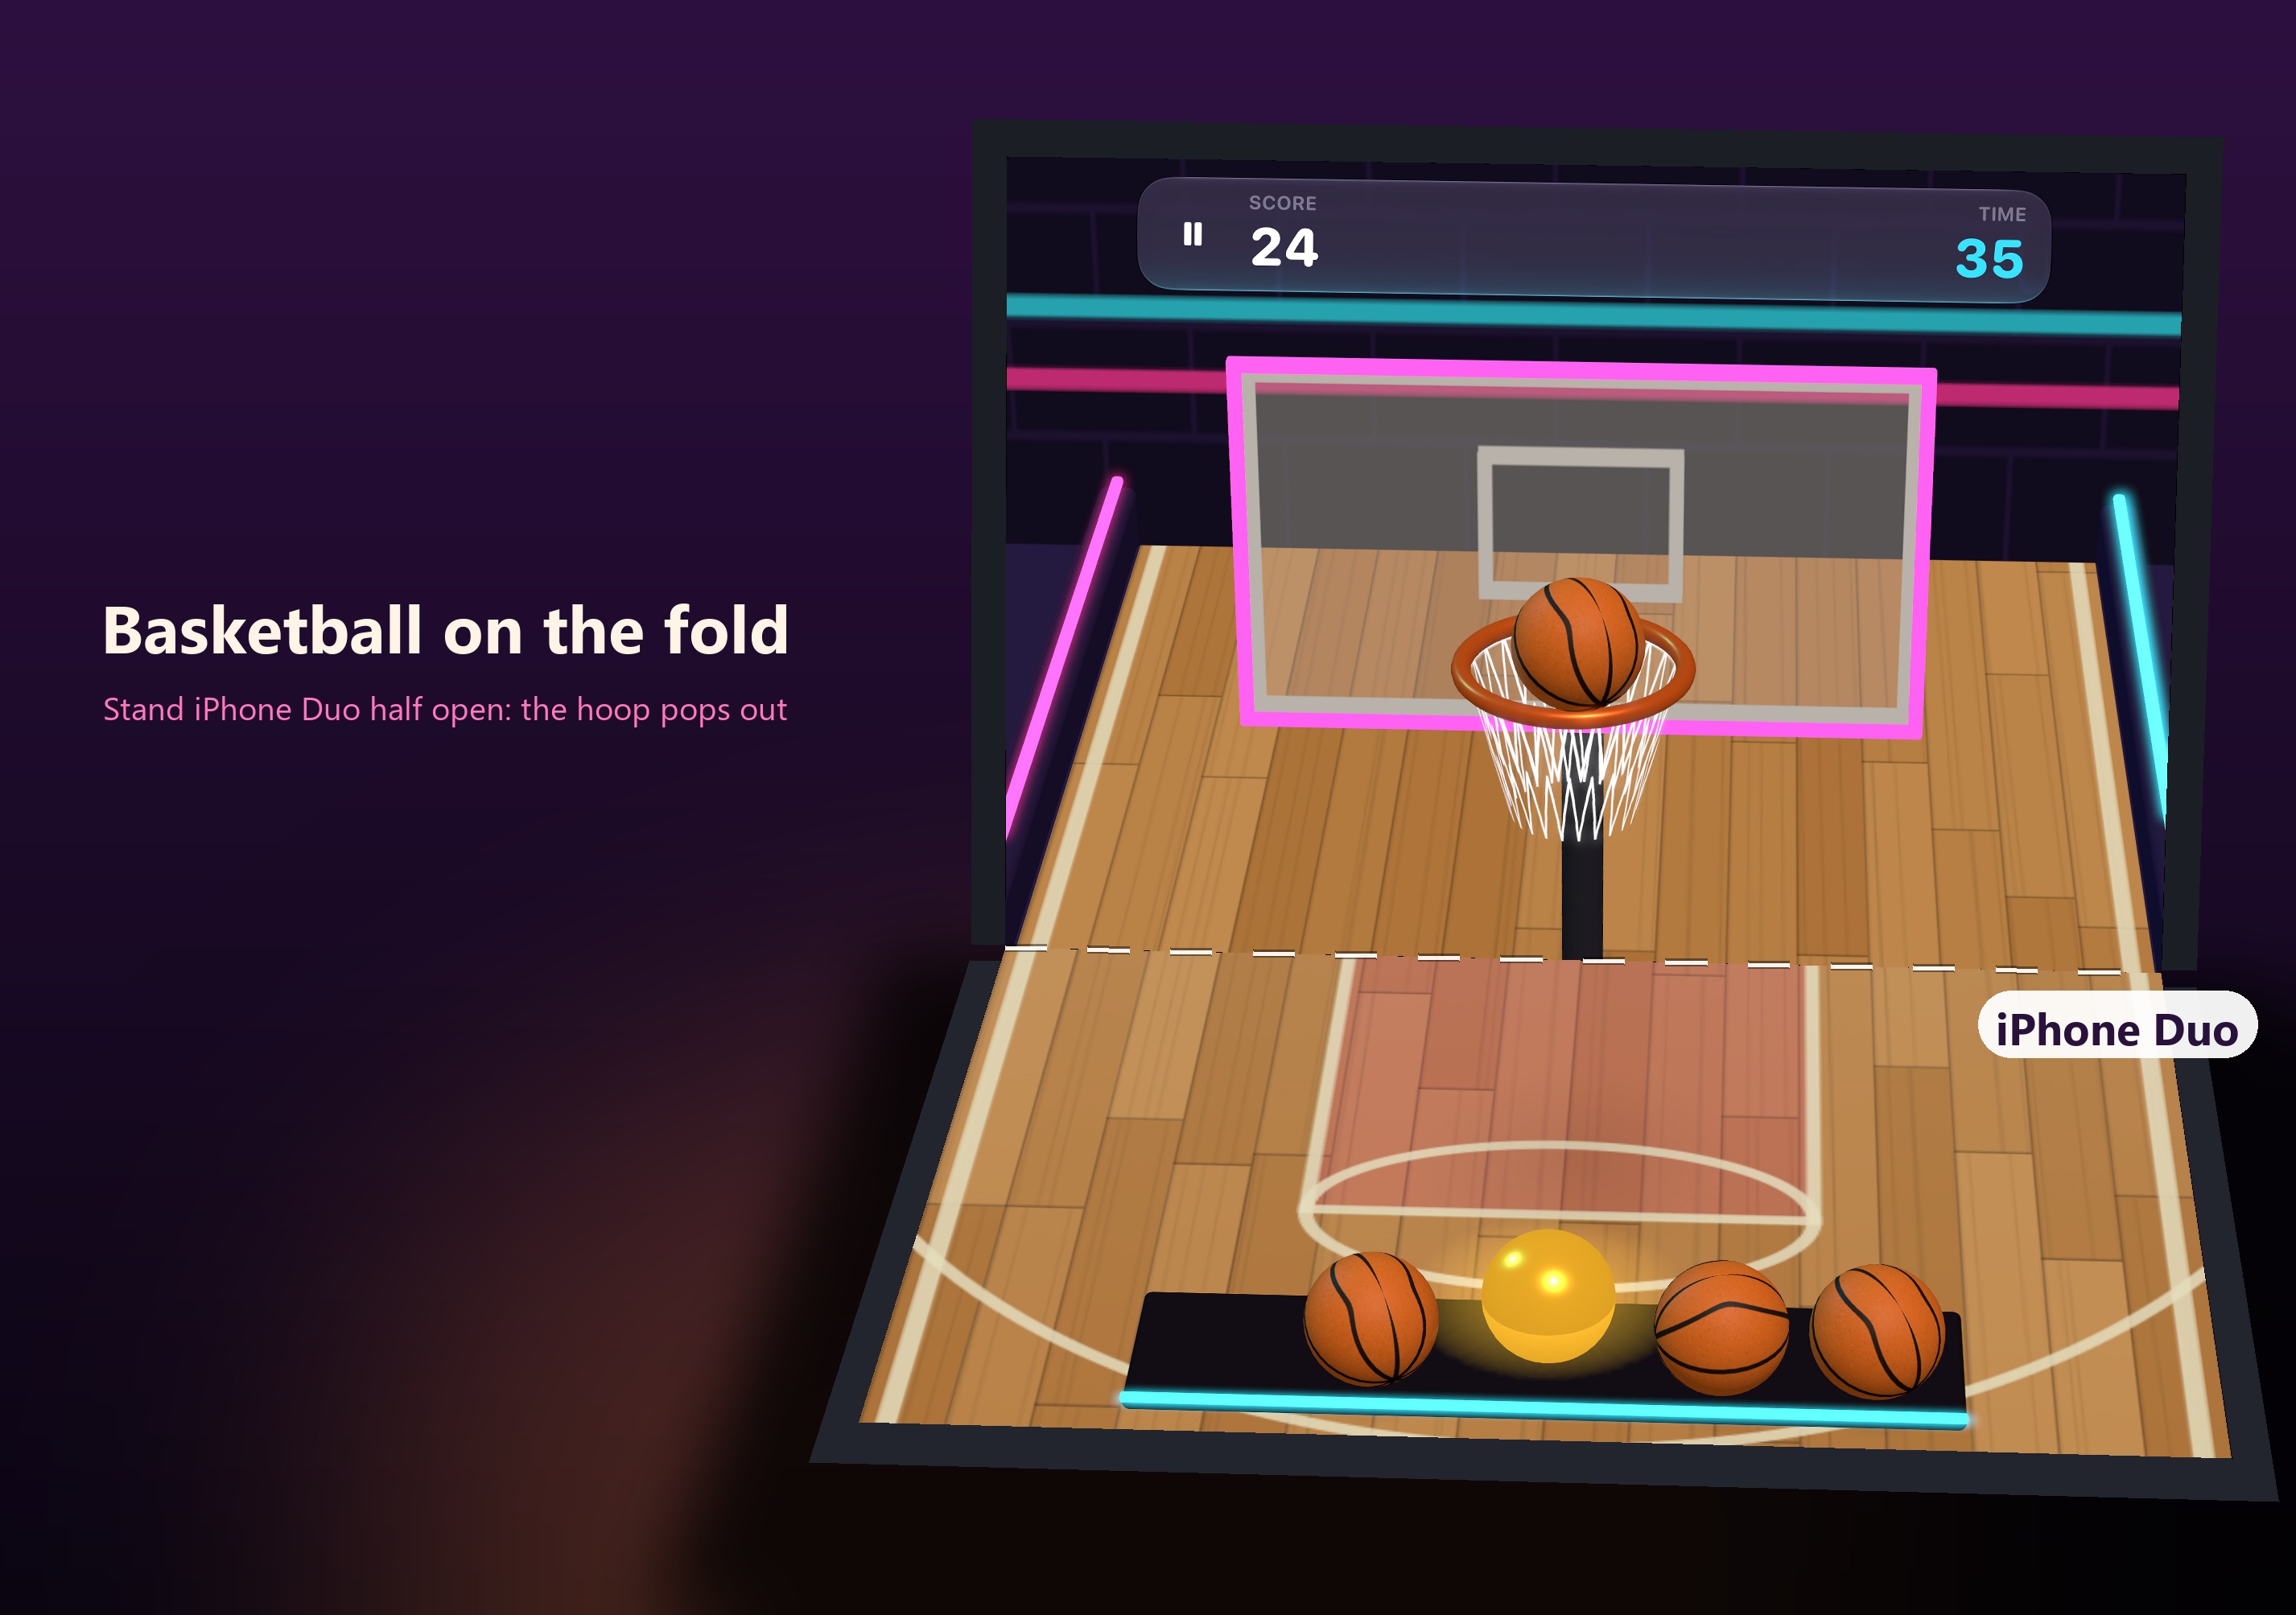 SCORE
24
TIME
35
Basketball on the fold
Stand iPhone Duo half open: the hoop pops out
iPhone Duo